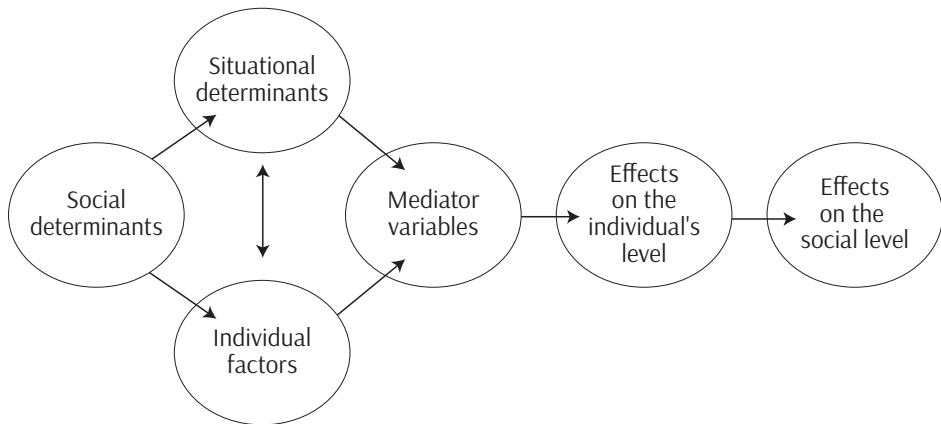 Situational
determinants
Social
determinants
Mediator
variables
Effects
on the
individual's
level
Effects
on the
social level
Individual
factors